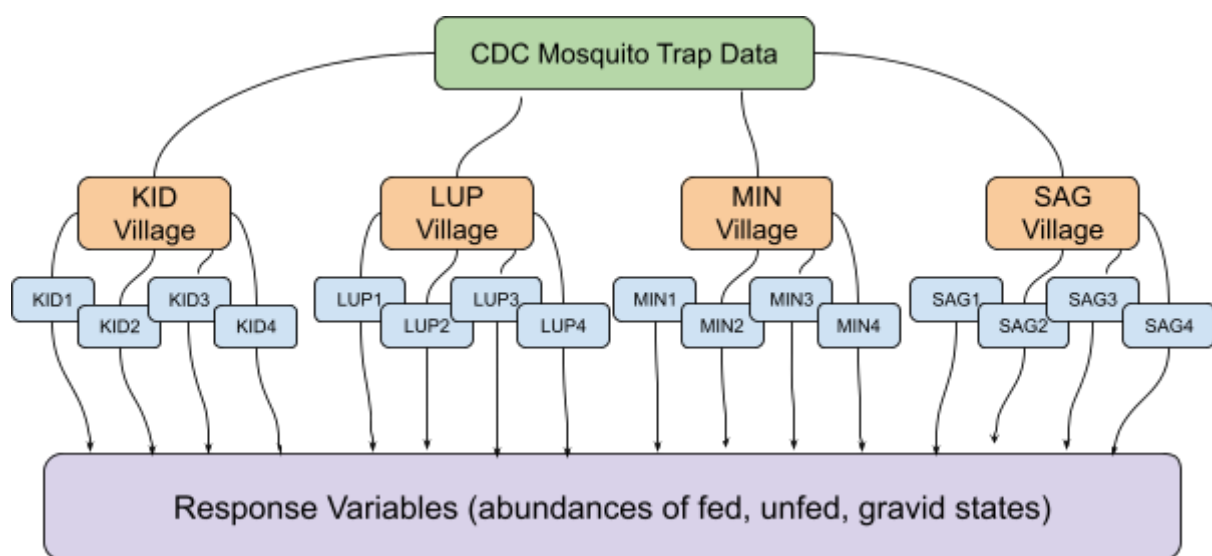 CDC Mosquito Trap Data
KID
Village
LUP
Village
MIN
Village
SAG
Village
KID1
KID2
KID3
KID4
LUP1
LUP2
LUP3
LUP4
MIN1
MIN2
MIN3
MIN4
SAG1
SAG2
SAG3
SAG4
Response Variables (abundances of fed, unfed, gravid states)